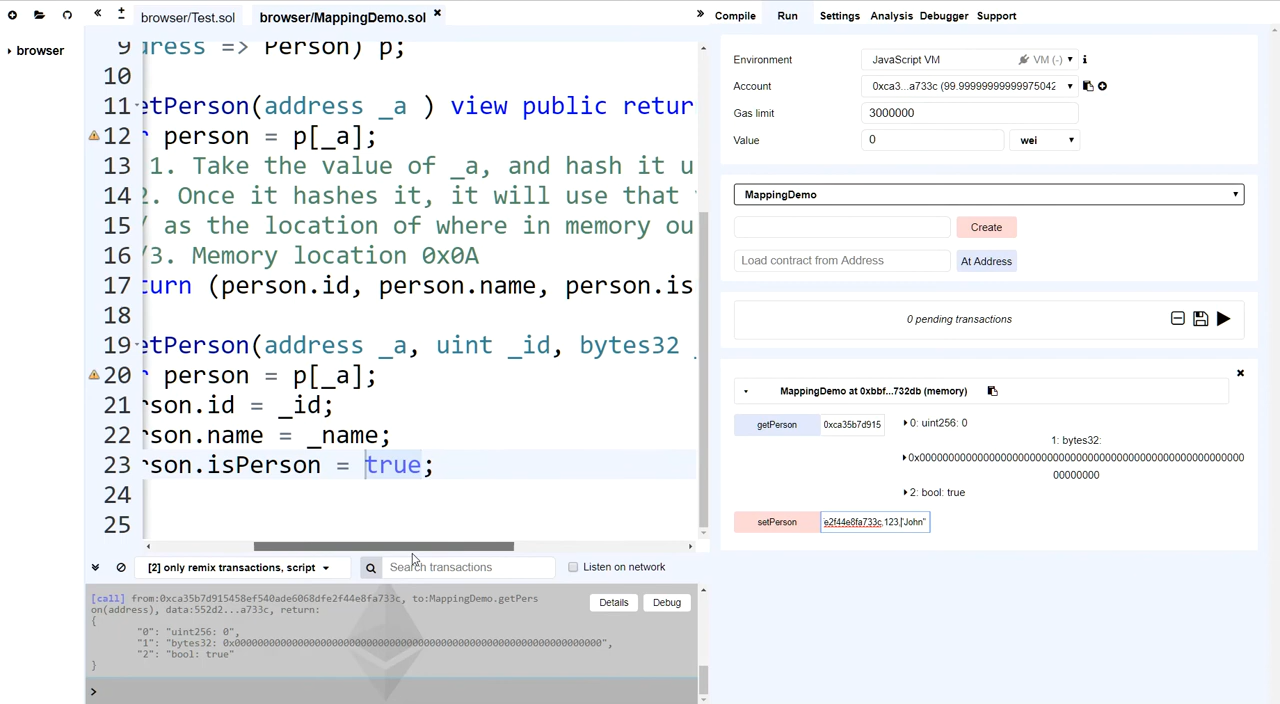 browser/Test.sol
browser/MappingDemo.sol
Compile
Run
Settings
Analysis
Debugger
Support
browser
9 dress => Person) p;
10
11 etPerson(address _a ) view public retur
12 r person = p[_a];
13 1. Take the value of _a, and hash it u
14 2. Once it hashes it, it will use that
15 / as the location of where in memory ou
16 /3. Memory location 0x0A
17 turn (person.id, person.name, person.is
18
19 etPerson(address _a, uint _id, bytes32 _
20 r person = p[_a];
21 rson.id = _id;
22 rson.name = _name;
23 rson.isPerson = true;
24
25
Environment
JavaScript VM
VM (-)
Account
0xca3...a733c (99.99999999999975042
Gas limit
3000000
Value
0
wei
MappingDemo
Create
Load contract from Address
At Address
0 pending transactions
MappingDemo at 0xbbf...732db (memory)
getPerson
0xca35b7d915
0: uint256: 0
1: bytes32:
0x00000000000000000000000000000000000000000000000000000000
00000000
2: bool: true
setPerson
e2f44e8fa733c,123,"John"
[2] only remix transactions, script
Search transactions
Listen on network
[call] from:0xca35b7d915458ef540ade6068dfe2f44e8fa733c, to:MappingDemo.getPers
on(address), data:552d2...a733c, return:
{
"0": "uint256: 0",
"1": "bytes32: 0x0000000000000000000000000000000000000000000000000000000000000000",
"2": "bool: true"
}
Details
Debug
>